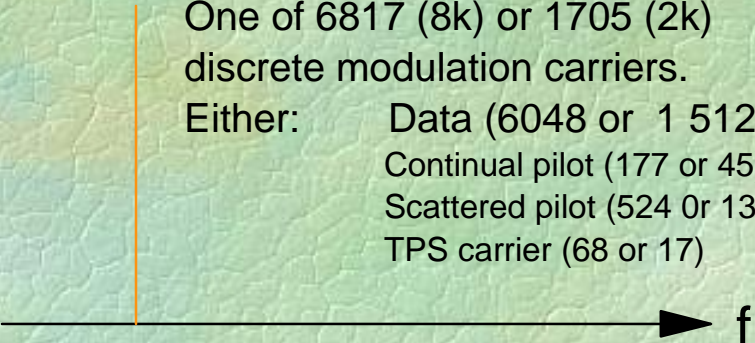 One of 6817 (8k) or 1705 (2k)
discrete modulation carriers.
Either: Data (6048 or 1 512
Continual pilot (177 or 45
Scattered pilot (524 0r 13
TPS carrier (68 or 17)
f